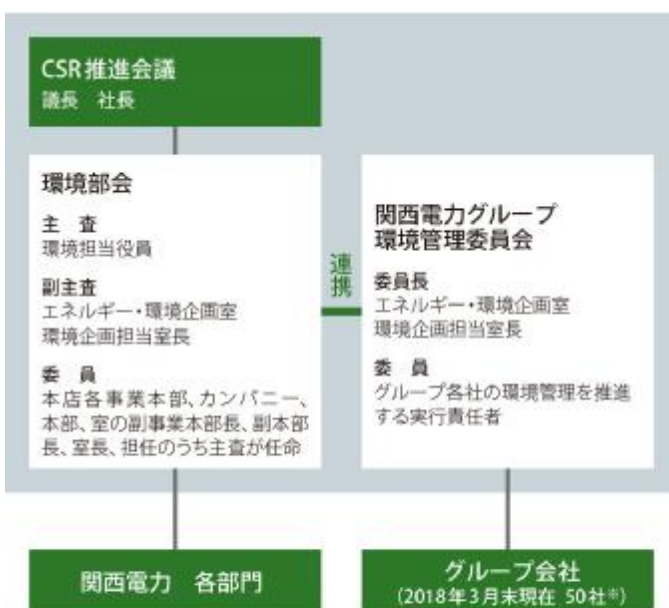 CSR推進会議
議長 社長
環境部会
主 査
環境担当役員
副主査
エネルギー・環境企画室
環境企画担当室長
委 員
本店各事業本部、カンパニー、
本部、室の副事業本部長、副本部
長、室長、担任のうち主査が任命
連携
関西電力グループ
環境管理委員会
委員長
エネルギー・環境企画室
環境企画担当室長
委 員
グループ各社の環境管理を推進
する実行責任者
関西電力 各部門
グループ会社
(2018年3月末現在 50社※)